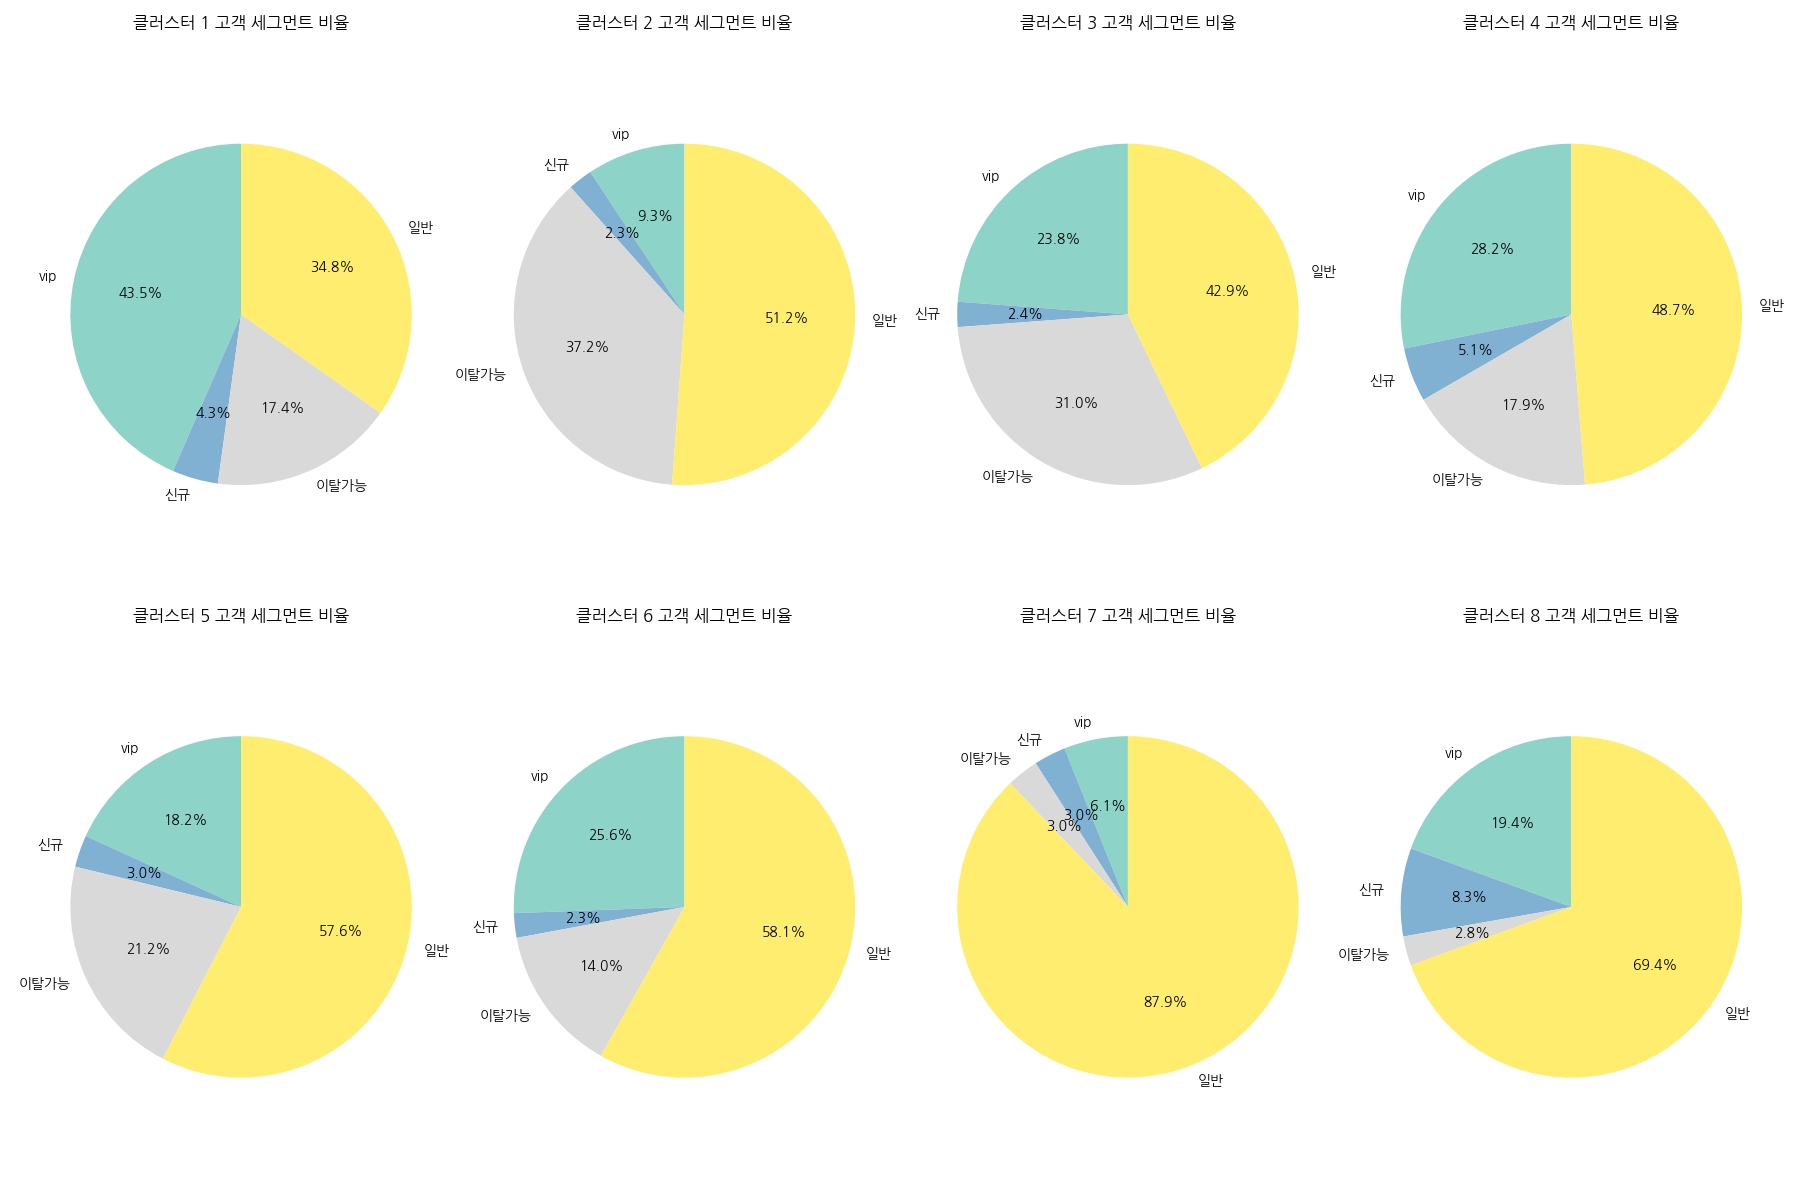 클러스터 1 고객 세그먼트 비율
일반
34.8%
vip
43.5%
4.3%
17.4%
이탈가능
신규
클러스터 2 고객 세그먼트 비율
vip
신규
9.3%
2.3%
51.2%
일반
37.2%
이탈가능
클러스터 3 고객 세그먼트 비율
vip
23.8%
일반
42.9%
신규
2.4%
31.0%
이탈가능
클러스터 4 고객 세그먼트 비율
vip
28.2%
일반
48.7%
5.1%
신규
17.9%
이탈가능
클러스터 5 고객 세그먼트 비율
vip
18.2%
신규
3.0%
57.6%
일반
21.2%
이탈가능
클러스터 6 고객 세그먼트 비율
vip
25.6%
2.3%
신규
58.1%
일반
14.0%
이탈가능
클러스터 7 고객 세그먼트 비율
vip
신규
이탈가능
6.1%
3.0%
3.0%
87.9%
일반
클러스터 8 고객 세그먼트 비율
vip
19.4%
신규
8.3%
2.8%
이탈가능
69.4%
일반